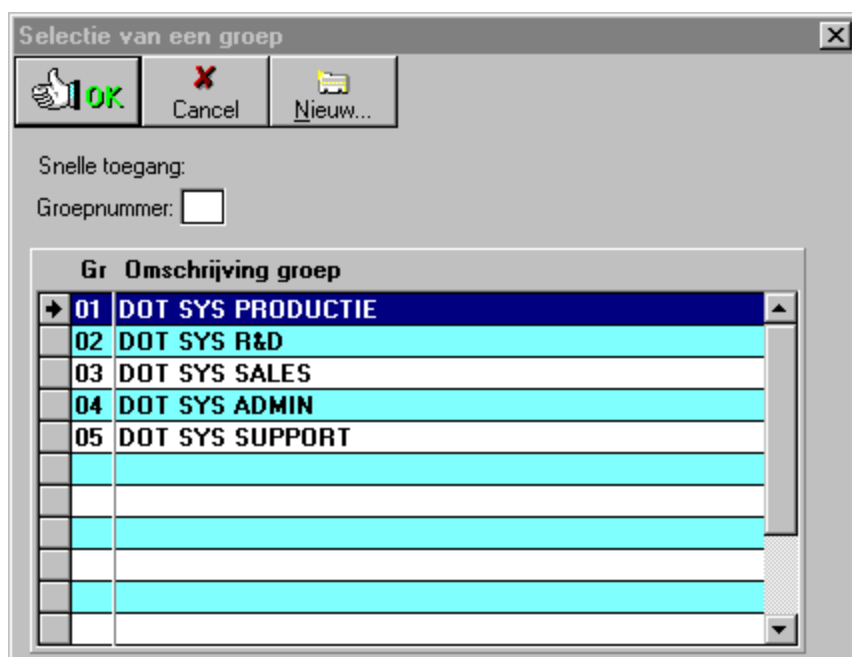 Selectie van een groep
OK
Cancel
Nieuw...
Snelle toegang:
Groepnummer:
Gr Omschrijving groep
01 DOT SYS PRODUCTIE
02 DOT SYS R&D
03 DOT SYS SALES
04 DOT SYS ADMIN
05 DOT SYS SUPPORT